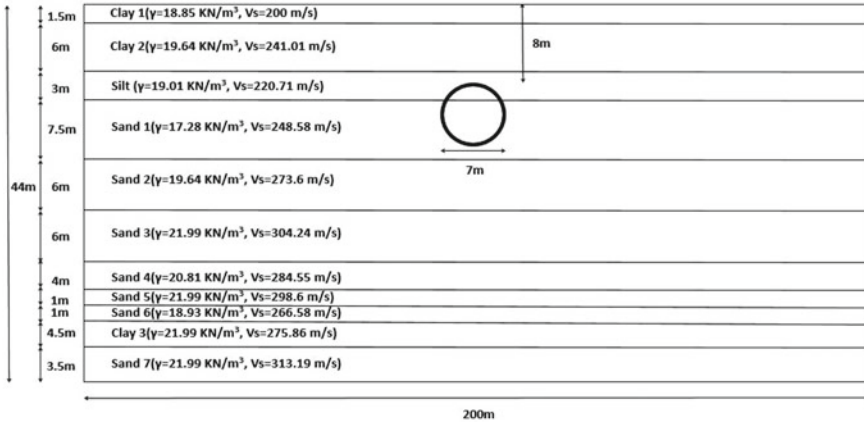 1.5m Clay 1(γ=18.85 KN/m³, Vs=200 m/s)
6m Clay 2(γ=19.64 KN/m³, Vs=241.01 m/s)
8m
3m Silt (γ=19.01 KN/m³, Vs=220.71 m/s)
7.5m Sand 1(γ=17.28 KN/m³, Vs=248.58 m/s)
7m
44m 6m Sand 2(γ=19.64 KN/m³, Vs=273.6 m/s)
6m Sand 3(γ=21.99 KN/m³, Vs=304.24 m/s)
4m Sand 4(γ=20.81 KN/m³, Vs=284.55 m/s)
1m Sand 5(γ=21.99 KN/m³, Vs=298.6 m/s)
1m Sand 6(γ=18.93 KN/m³, Vs=266.58 m/s)
4.5m Clay 3(γ=21.99 KN/m³, Vs=275.86 m/s)
3.5m Sand 7(γ=21.99 KN/m³, Vs=313.19 m/s)
200m